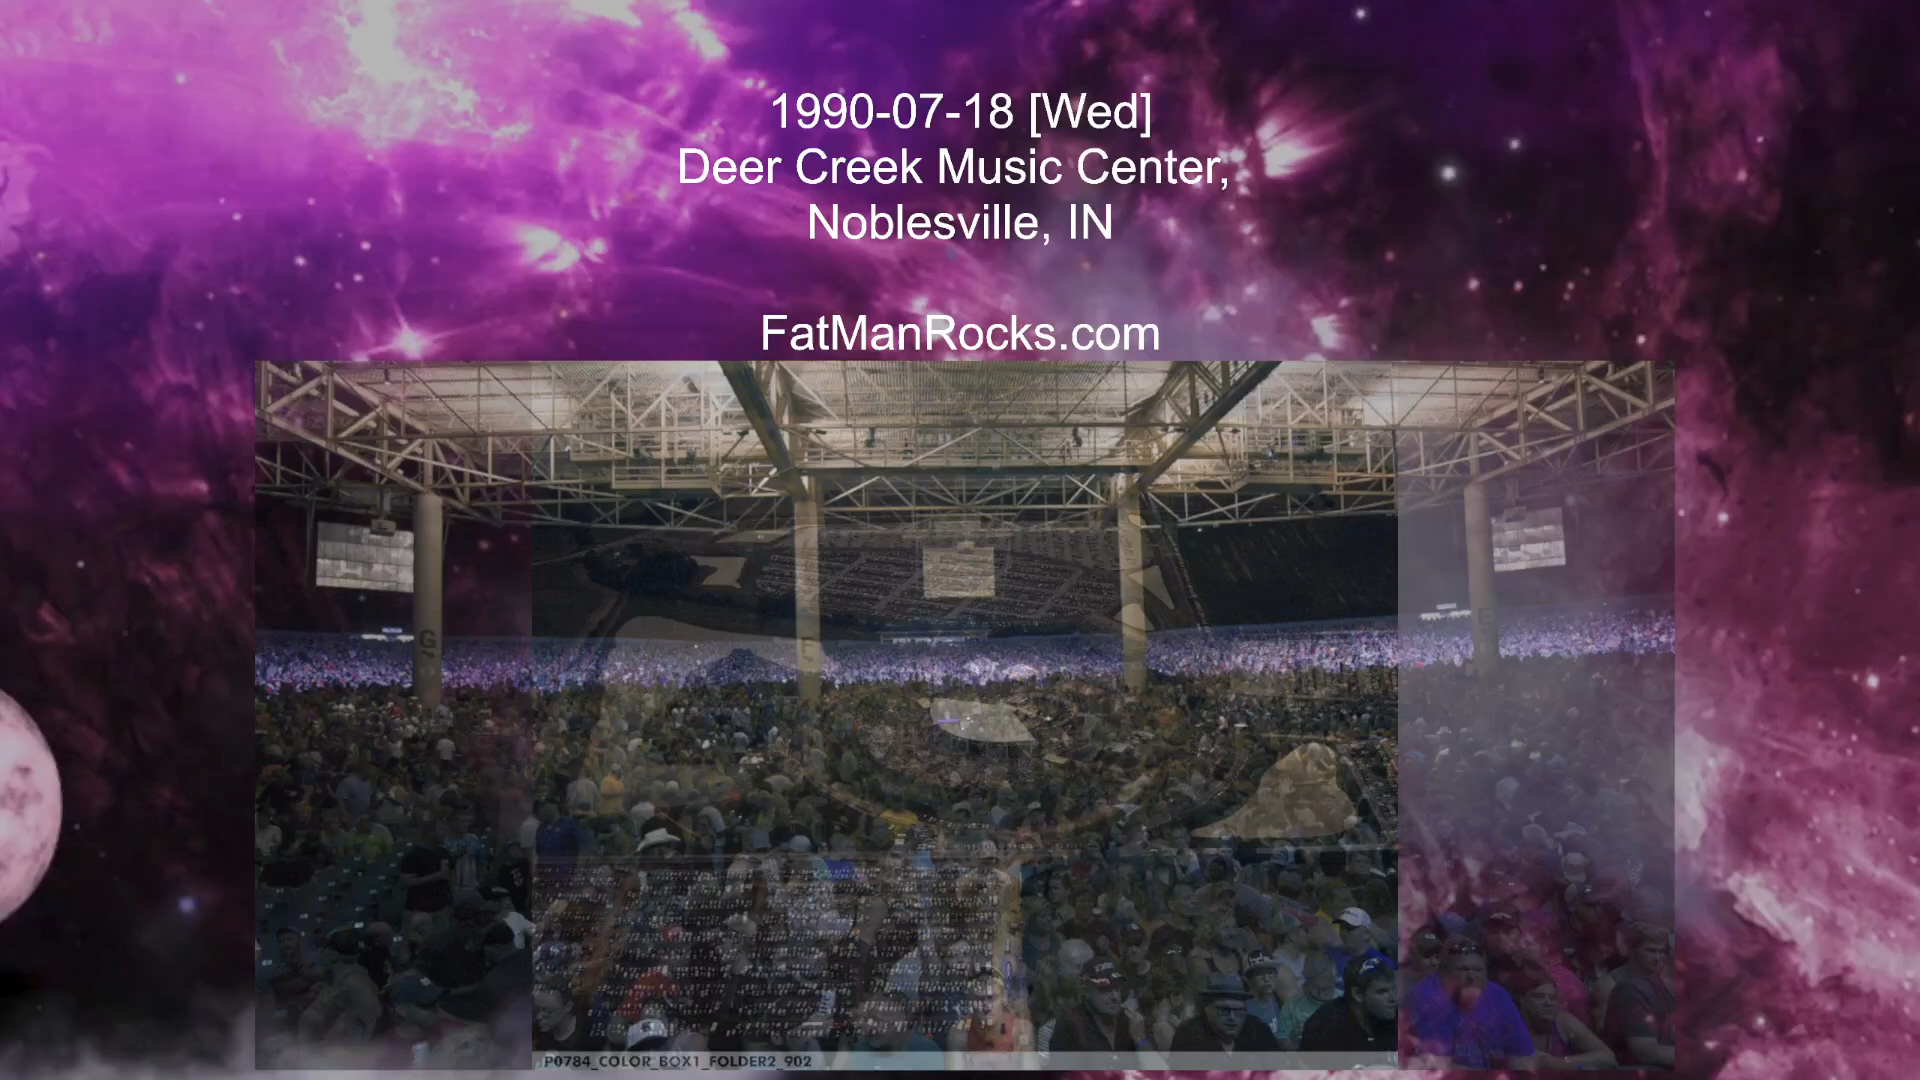 1990-07-18 [Wed]
Deer Creek Music Center,
Noblesville, IN
FatManRocks.com
G
F
E
P0784_COLOR_BOX1_FOLDER2_902